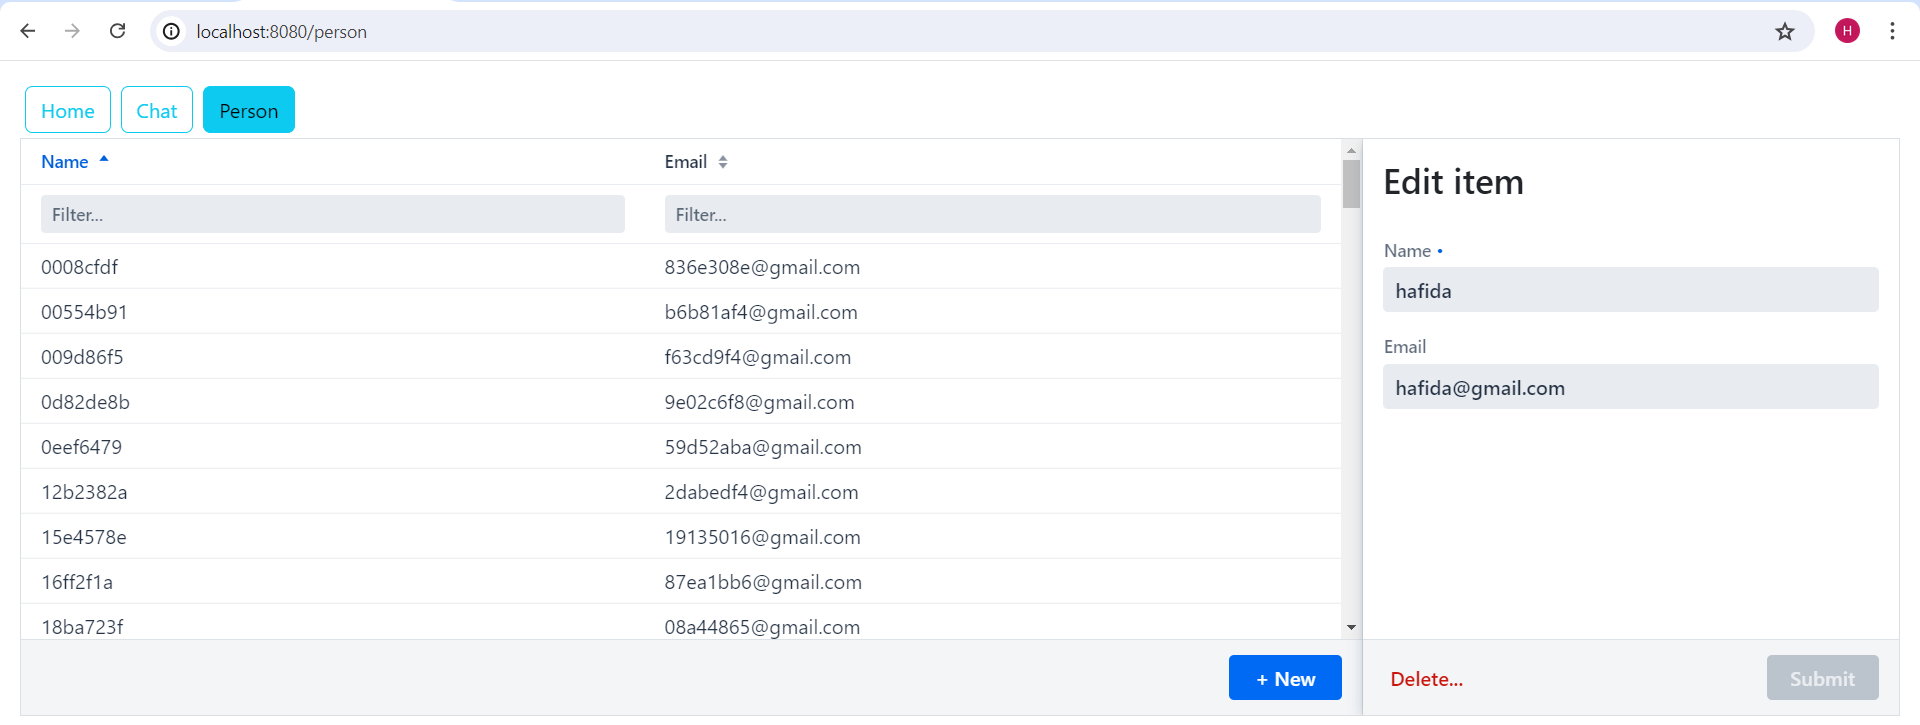 localhost:8080/person
H
Home Chat Person
Name Email
Filter... Filter...
0008cfdf 836e308e@gmail.com
00554b91 b6b81af4@gmail.com
009d86f5 f63cd9f4@gmail.com
0d82de8b 9e02c6f8@gmail.com
0eef6479 59d52aba@gmail.com
12b2382a 2dabedf4@gmail.com
15e4578e 19135016@gmail.com
16ff2f1a 87ea1bb6@gmail.com
18ba723f 08a44865@gmail.com
+ New
Edit item
Name •
hafida
Email
hafida@gmail.com
Delete... Submit